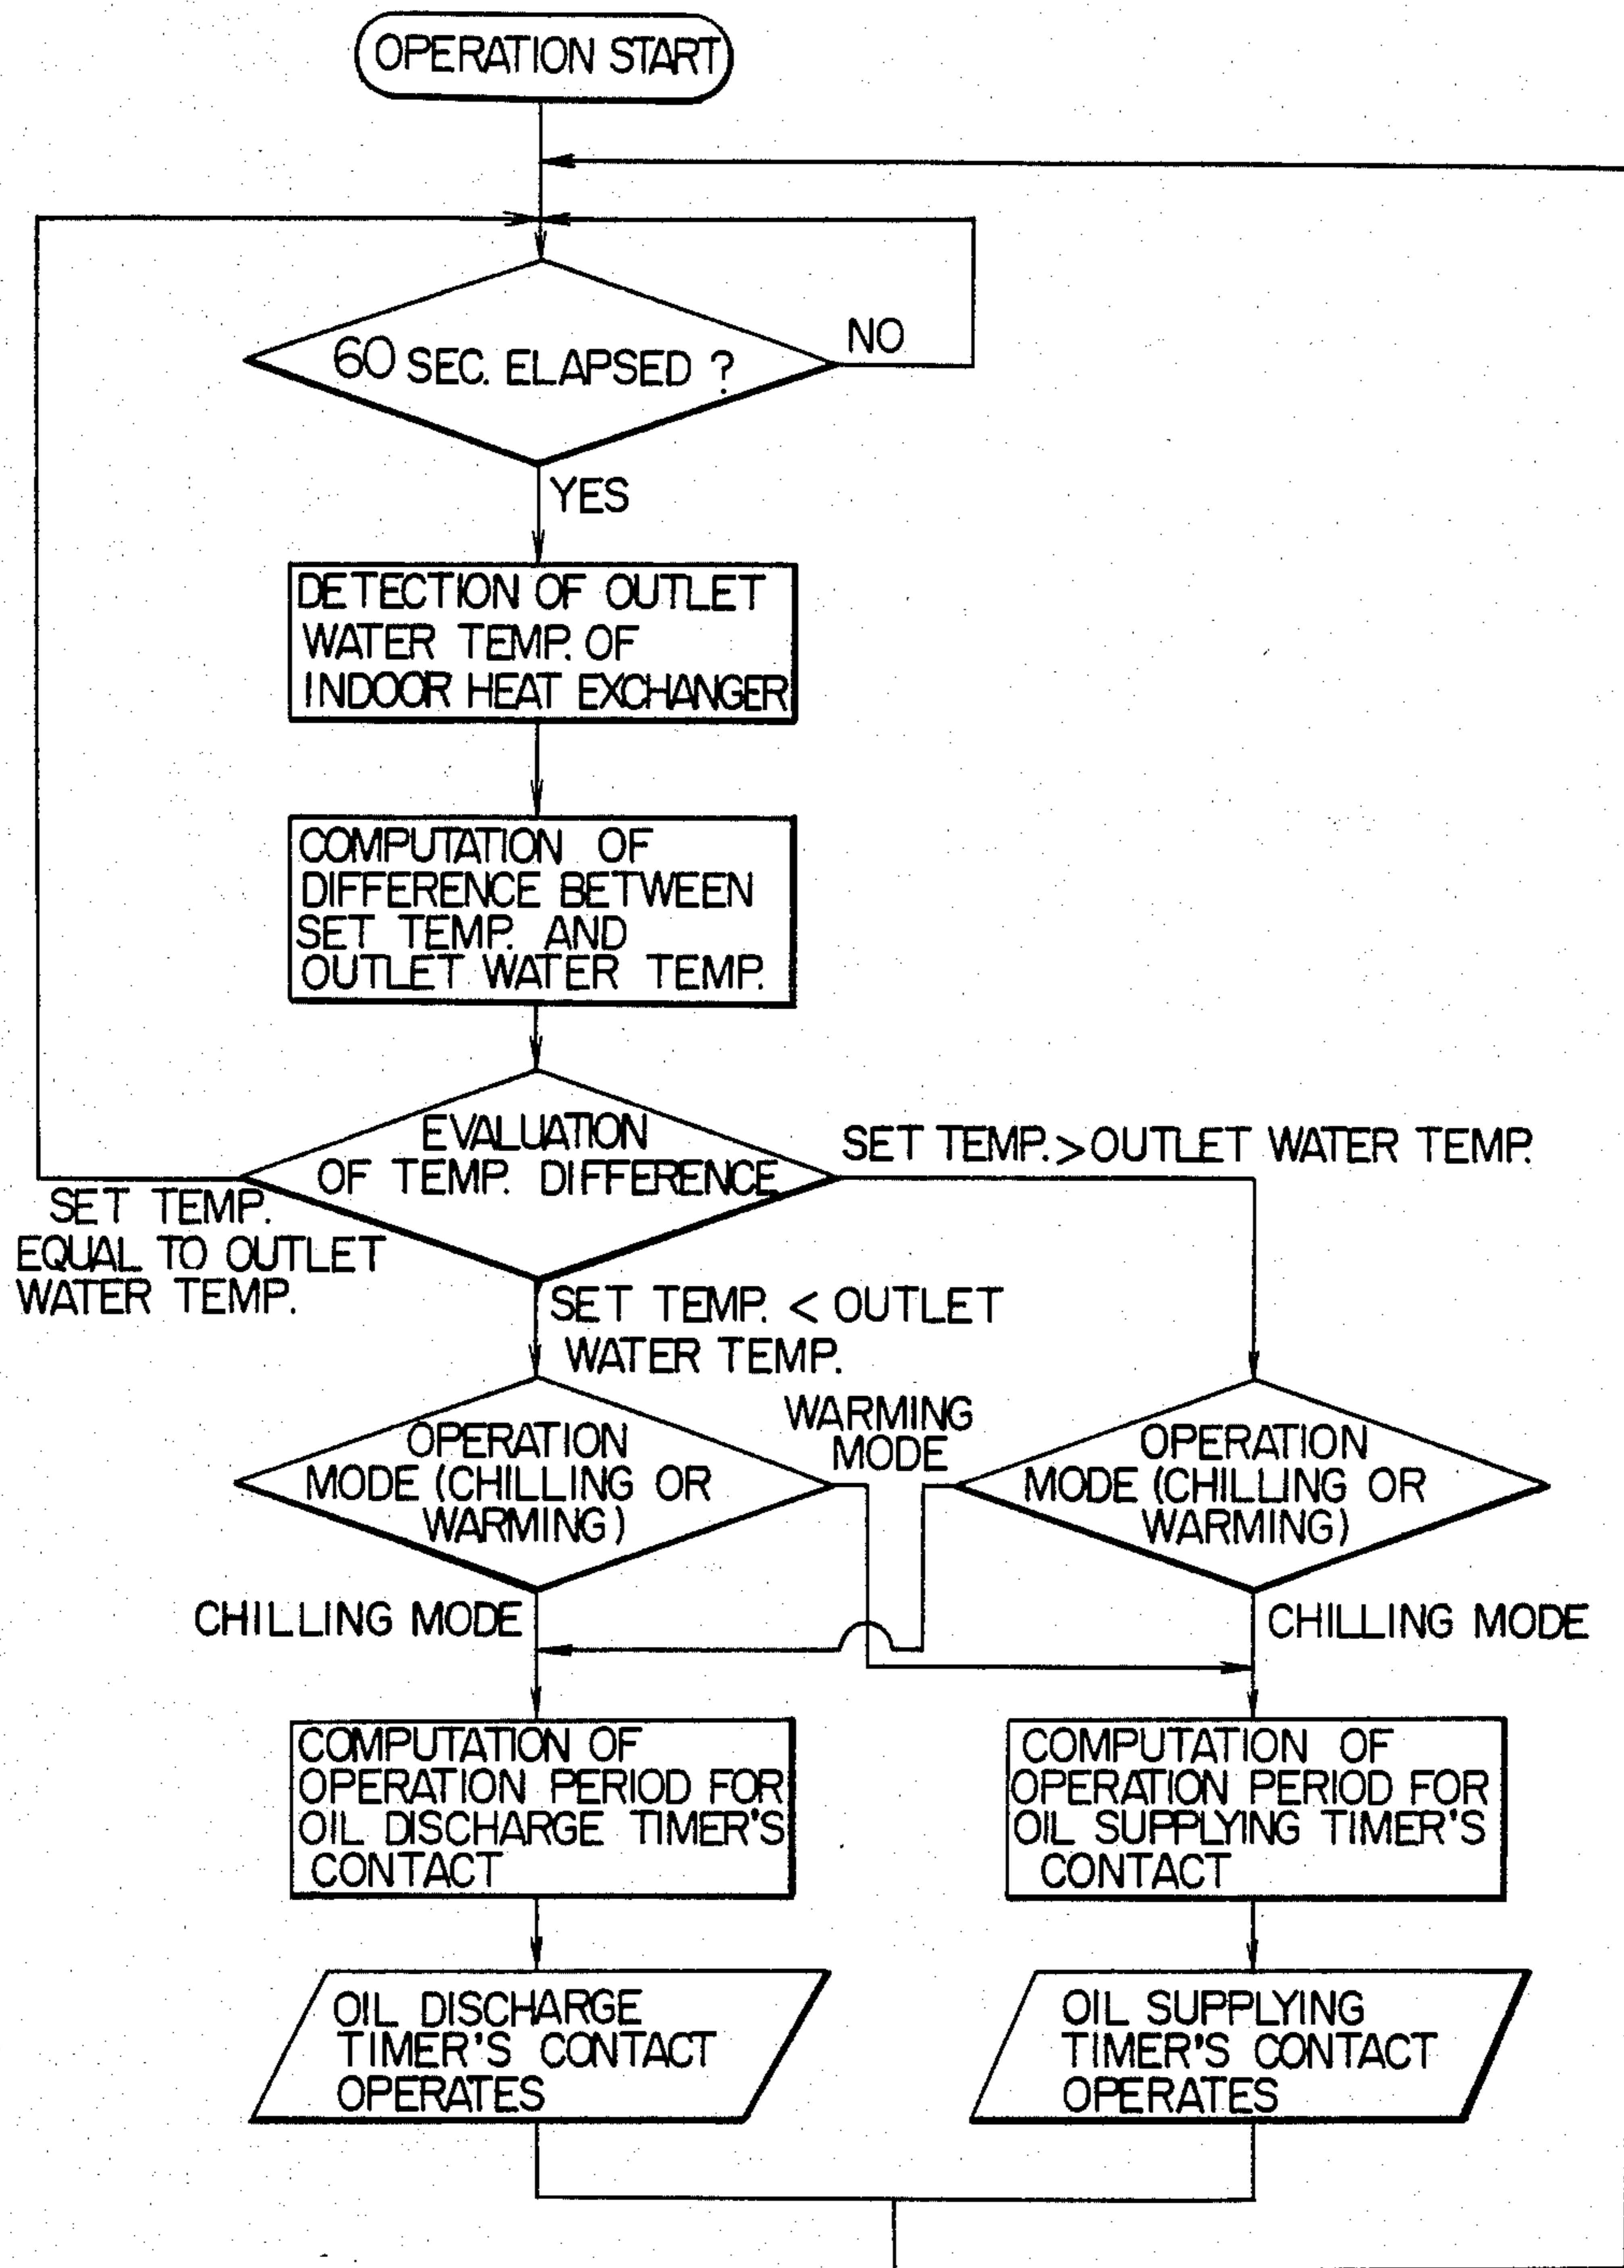 OPERATION START
60 SEC. ELAPSED ?
NO
YES
DETECTION OF OUTLET
WATER TEMP. OF
INDOOR HEAT EXCHANGER
COMPUTATION OF
DIFFERENCE BETWEEN
SET TEMP. AND
OUTLET WATER TEMP.
EVALUATION
OF TEMP. DIFFERENCE
SET TEMP. > OUTLET WATER TEMP.
SET TEMP.
EQUAL TO OUTLET
WATER TEMP.
SET TEMP. < OUTLET
WATER TEMP.
OPERATION
MODE (CHILLING OR
WARMING)
WARMING
MODE
OPERATION
MODE (CHILLING OR
WARMING)
CHILLING MODE
CHILLING MODE
COMPUTATION OF
OPERATION PERIOD FOR
OIL DISCHARGE TIMER'S
CONTACT
COMPUTATION OF
OPERATION PERIOD FOR
OIL SUPPLYING TIMER'S
CONTACT
OIL DISCHARGE
TIMER'S CONTACT
OPERATES
OIL SUPPLYING
TIMER'S CONTACT
OPERATES